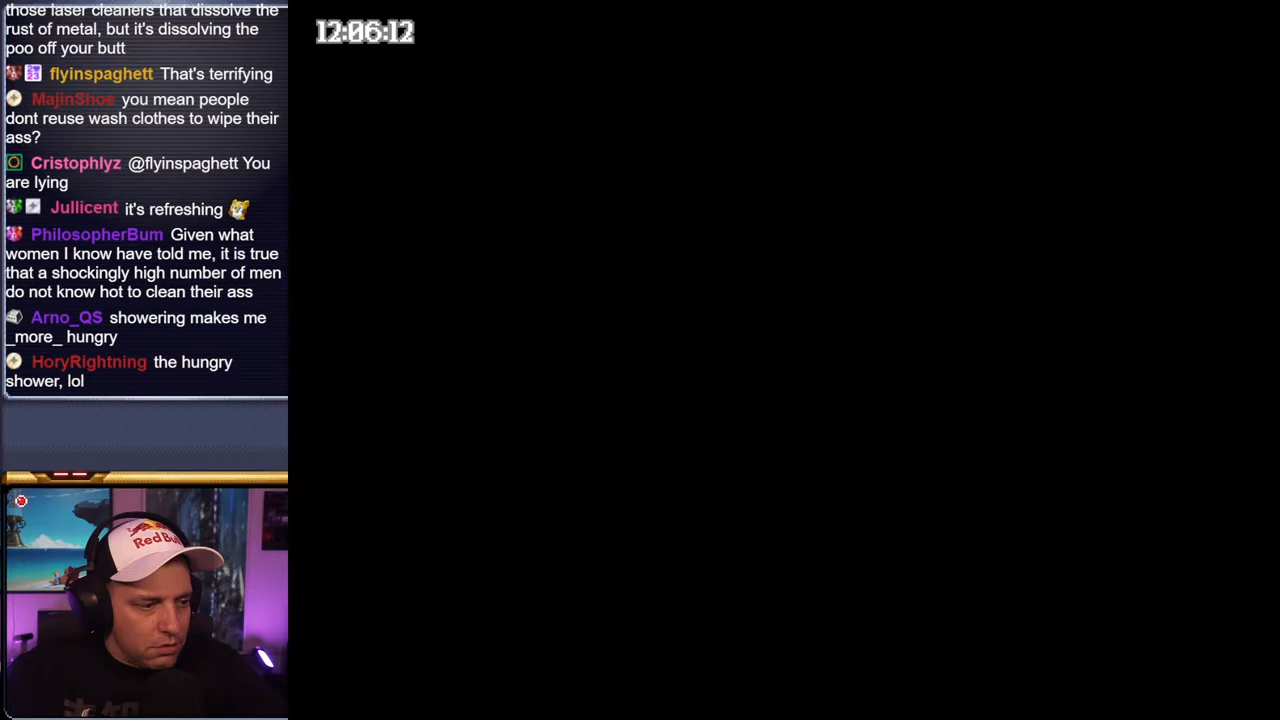 those laser cleaners that dissolve the
rust of metal, but it's dissolving the
poo off your butt
flyinspaghett That's terrifying
MajinShoe you mean people
dont reuse wash clothes to wipe their
ass?
Cristophlyz @flyinspaghett You
are lying
Jullicent it's refreshing
PhilosopherBum Given what
women I know have told me, it is true
that a shockingly high number of men
do not know hot to clean their ass
Arno_QS showering makes me
_more_ hungry
HoryRightning the hungry
shower, lol
12:06:12